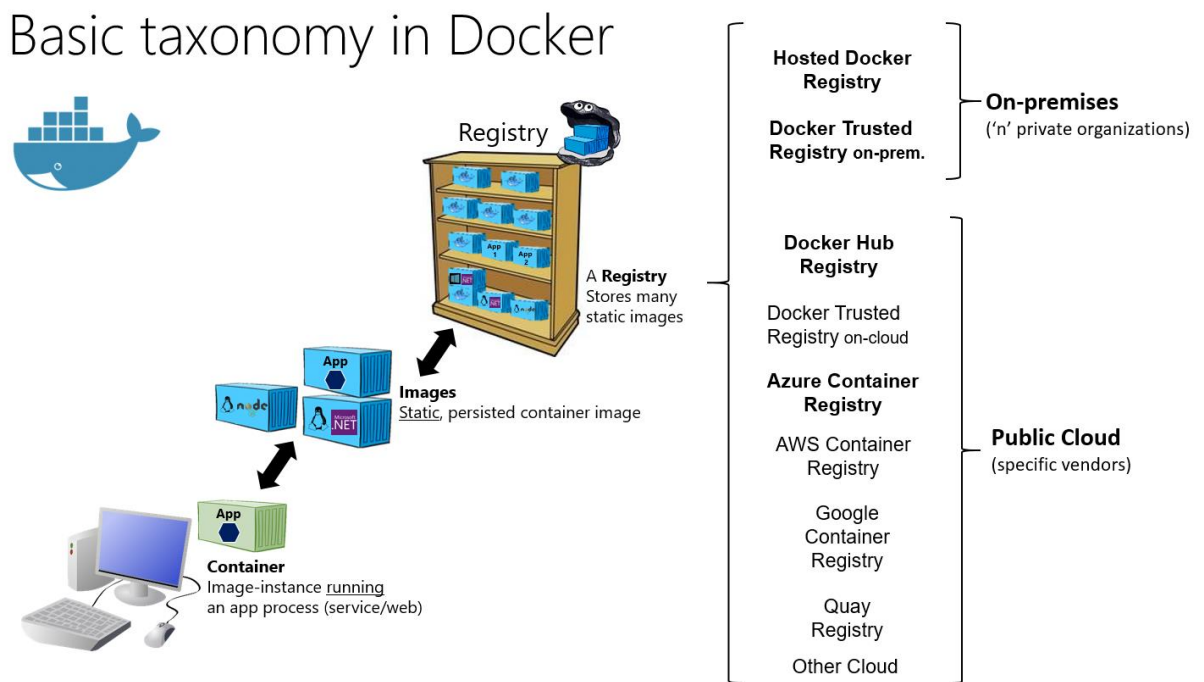 Basic taxonomy in Docker
Registry
App
1
App
2
.NET
.NET
node
A Registry
Stores many
static images
App
node
Microsoft
.NET
Images
Static, persisted container image
App
Container
Image-instance running
an app process (service/web)
Hosted Docker
Registry
Docker Trusted
Registry on-prem.
On-premises
(‘n’ private organizations)
Docker Hub
Registry
Docker Trusted
Registry on-cloud
Azure Container
Registry
AWS Container
Registry
Google
Container
Registry
Quay
Registry
Other Cloud
Public Cloud
(specific vendors)